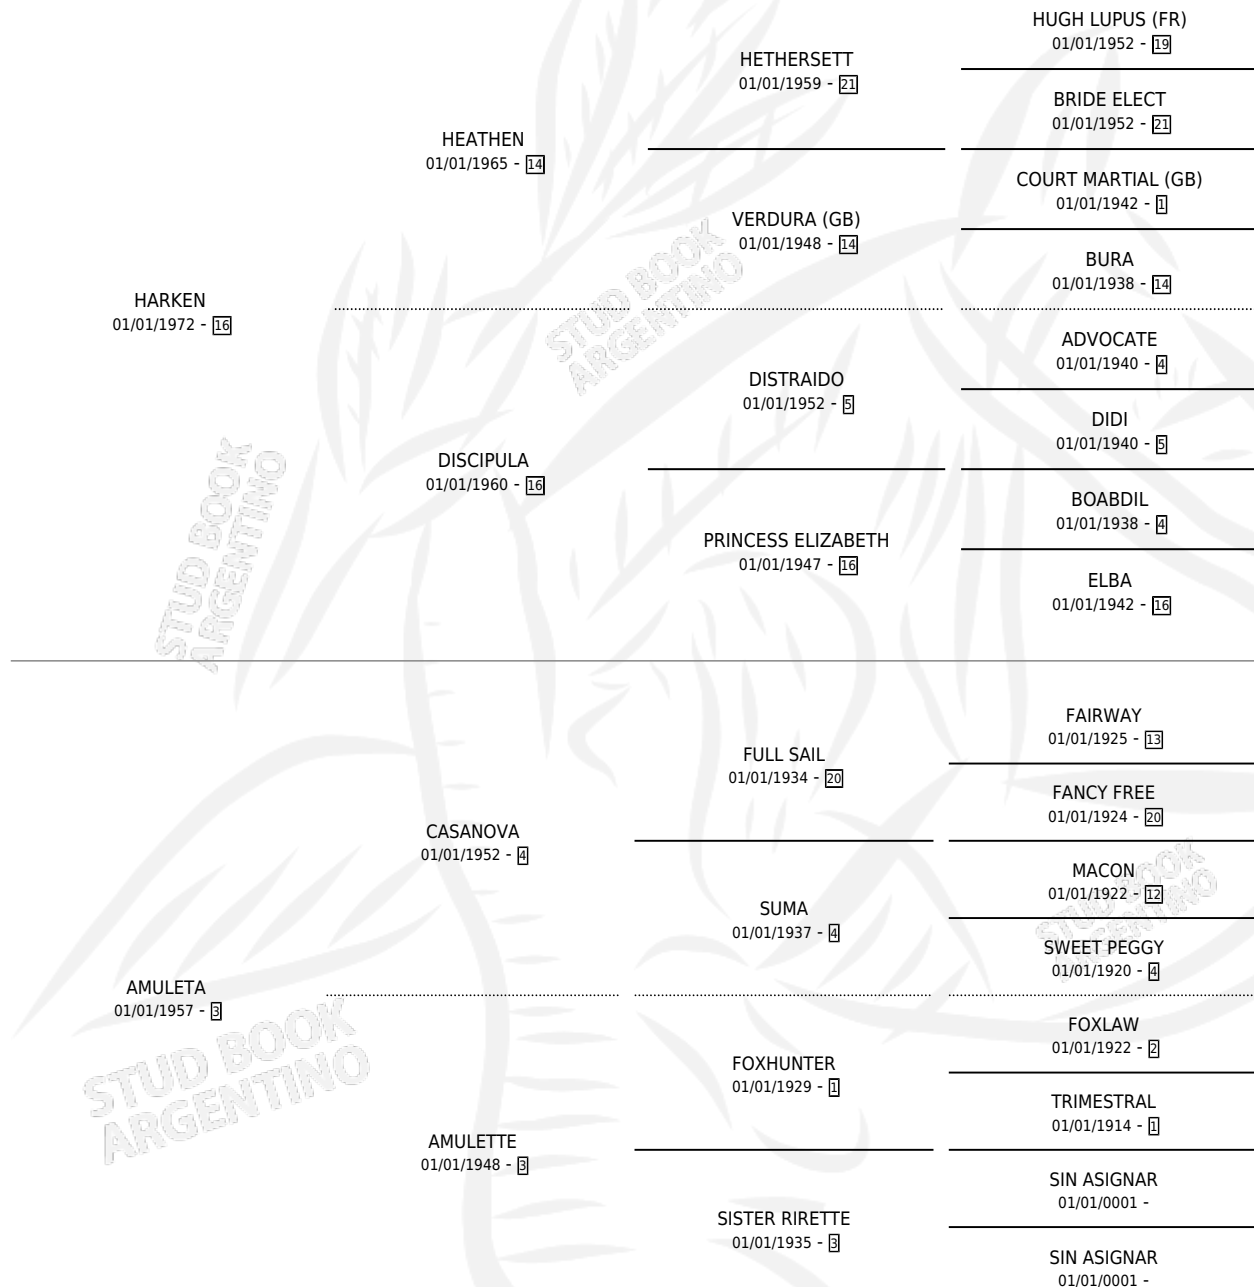 HUGH LUPUS (FR)
01/01/1952 - 19
HETHERSETT
01/01/1959 - 21
BRIDE ELECT
01/01/1952 - 21
HEATHEN
01/01/1965 - 14
COURT MARTIAL (GB)
01/01/1942 - 1
VERDURA (GB)
01/01/1948 - 14
BURA
01/01/1938 - 14
HARKEN
01/01/1972 - 16
ADVOCATE
01/01/1940 - 4
DISTRAIDO
01/01/1952 - 5
DIDI
01/01/1940 - 5
DISCIPULA
01/01/1960 - 16
BOABDIL
01/01/1938 - 4
PRINCESS ELIZABETH
01/01/1947 - 16
ELBA
01/01/1942 - 16
FAIRWAY
01/01/1925 - 13
FULL SAIL
01/01/1934 - 20
FANCY FREE
01/01/1924 - 20
CASANOVA
01/01/1952 - 4
MACON
01/01/1922 - 12
SUMA
01/01/1937 - 4
SWEET PEGGY
01/01/1920 - 4
AMULETA
01/01/1957 - 3
FOXLAW
01/01/1922 - 2
FOXHUNTER
01/01/1929 - 1
TRIMESTRAL
01/01/1914 - 1
AMULETTE
01/01/1948 - 3
SIN ASIGNAR
01/01/0001 -
SISTER RIRETTE
01/01/1935 - 3
SIN ASIGNAR
01/01/0001 -
STUD BOOK
ARGENTINO
STUD BOOK
ARGENTINO
STUD BOOK
ARGENTINO
STUD BOOK
ARGENTINO